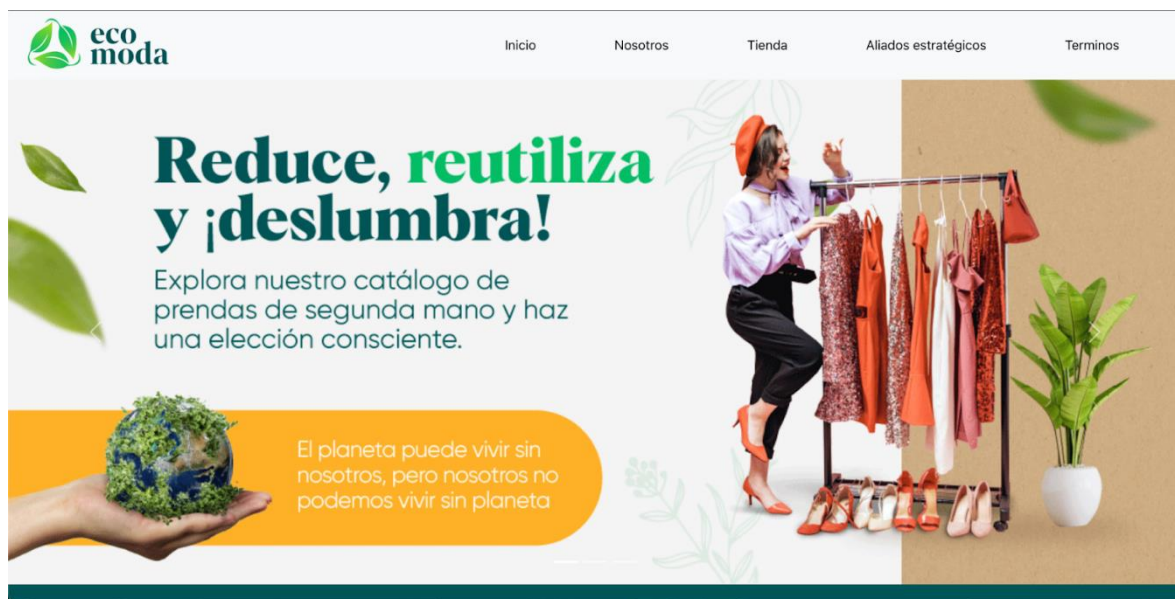 eco
moda
Inicio
Nosotros
Tienda
Aliados estratégicos
Terminos
Reduce, reutiliza
y ¡deslumbra!
Explora nuestro catálogo de
prendas de segunda mano y haz
una elección consciente.
El planeta puede vivir sin
nosotros, pero nosotros no
podemos vivir sin planeta